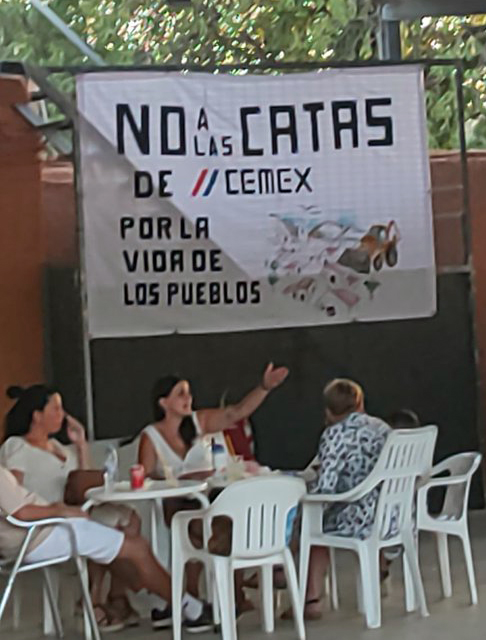 NO A LAS CATAS
DE // CEMEX
POR LA
VIDA DE
LOS PUEBLOS